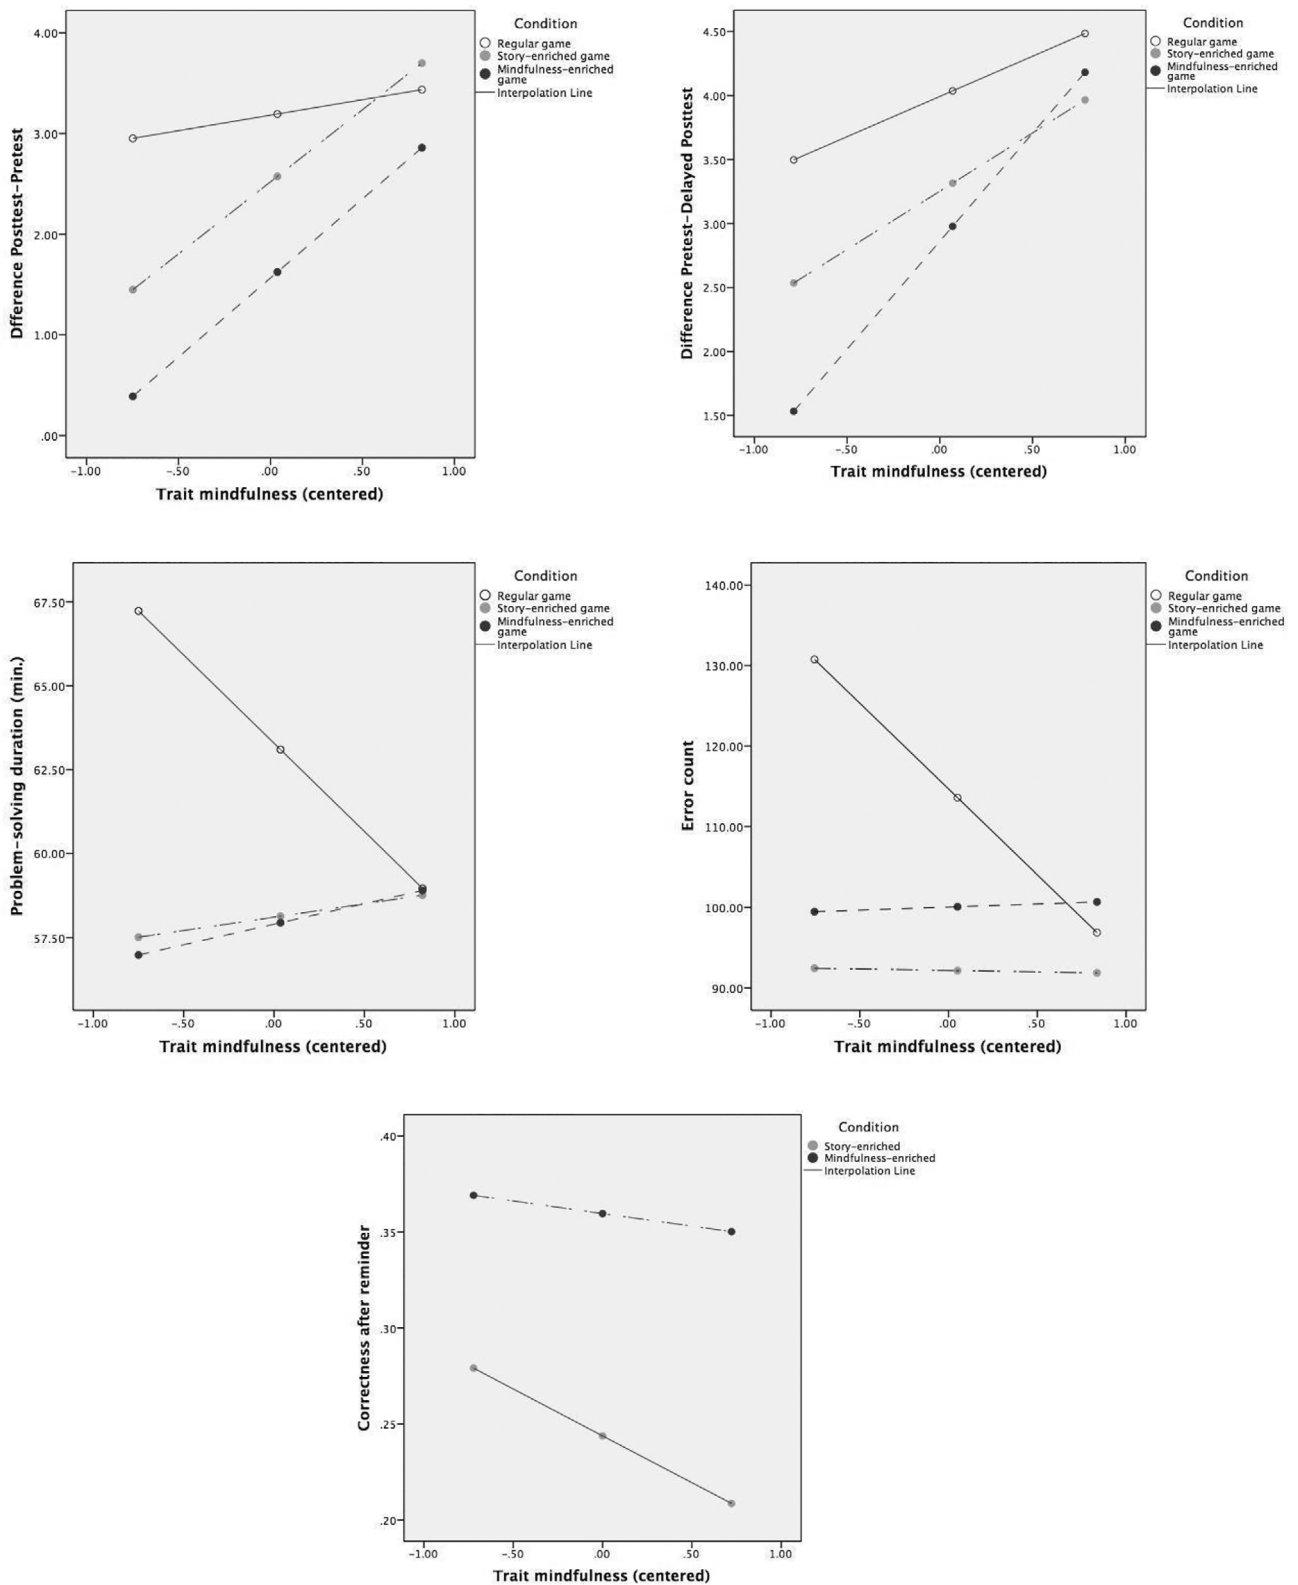 Condition
Regular game
Story-enriched game
Mindfulness-enriched
game
Interpolation Line
4.00
3.00
2.00
1.00
.00
Dfference Posttest-Pretest
-1.00 -.50 .00 .50 1.00
Trait mindfulness (centered)
Condition
Regular game
Story-enriched game
Mindfulness-enriched
game
Interpolation Line
4.50
4.00
3.50
3.00
2.50
2.00
1.50
Difference Pretest-Delayed Posttest
-1.00 -.50 .00 .50 1.00
Trait mindfulness (centered)
Condition
Regular game
Story-enriched game
Mindfulness-enriched
game
Interpolation Line
67.50
65.00
62.50
60.00
57.50
Problem-solving duration (min.)
-1.00 -.50 .00 .50 1.00
Trait mindfulness (centered)
Condition
Regular game
Story-enriched game
Mindfulness-enriched
game
Interpolation Line
140.00
130.00
120.00
110.00
100.00
90.00
Error count
-1.00 -.50 .00 .50 1.00
Trait mindfulness (centered)
Condition
Story-enriched
Mindfulness-enriched
Interpolation Line
.40
.35
.30
.25
.20
Correctness after reminder
-1.00 -.50 .00 .50 1.00
Trait mindfulness (centered)